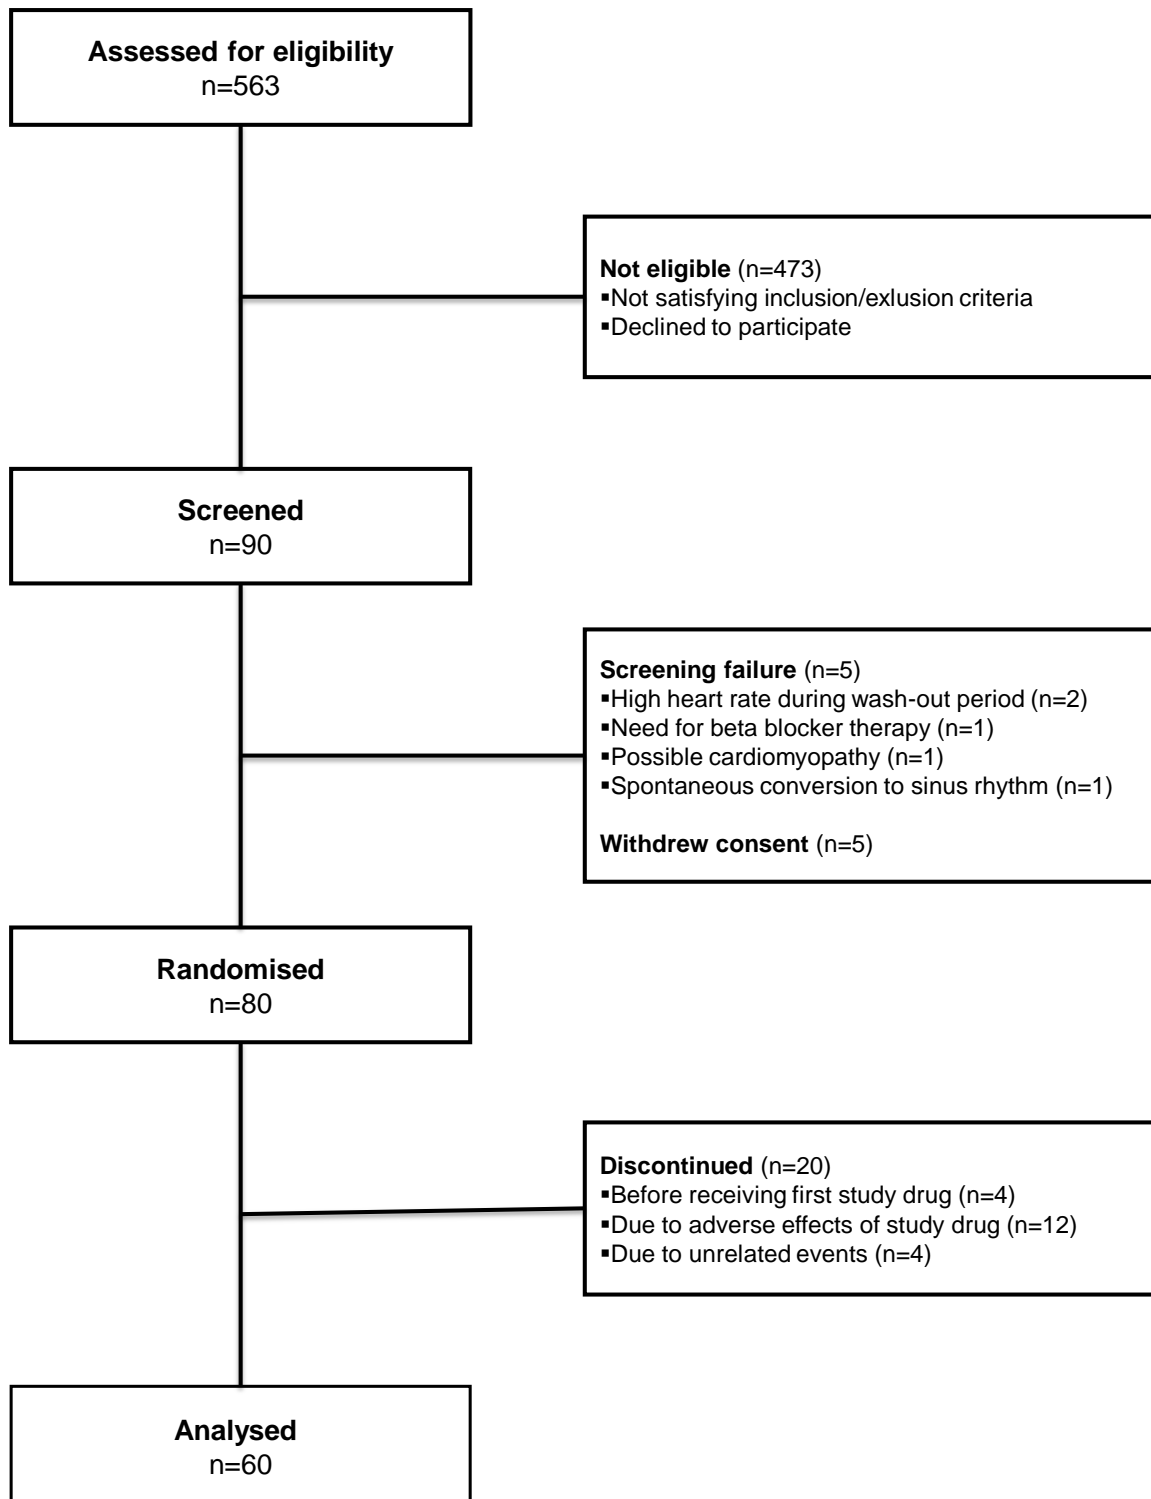 Assessed for eligibility
n=563
Not eligible (n=473)
▪Not satisfying inclusion/exlusion criteria
▪Declined to participate
Screened
n=90
Screening failure (n=5)
▪High heart rate during wash-out period (n=2)
▪Need for beta blocker therapy (n=1)
▪Possible cardiomyopathy (n=1)
▪Spontaneous conversion to sinus rhythm (n=1)
Withdrew consent (n=5)
Randomised
n=80
Discontinued (n=20)
▪Before receiving first study drug (n=4)
▪Due to adverse effects of study drug (n=12)
▪Due to unrelated events (n=4)
Analysed
n=60